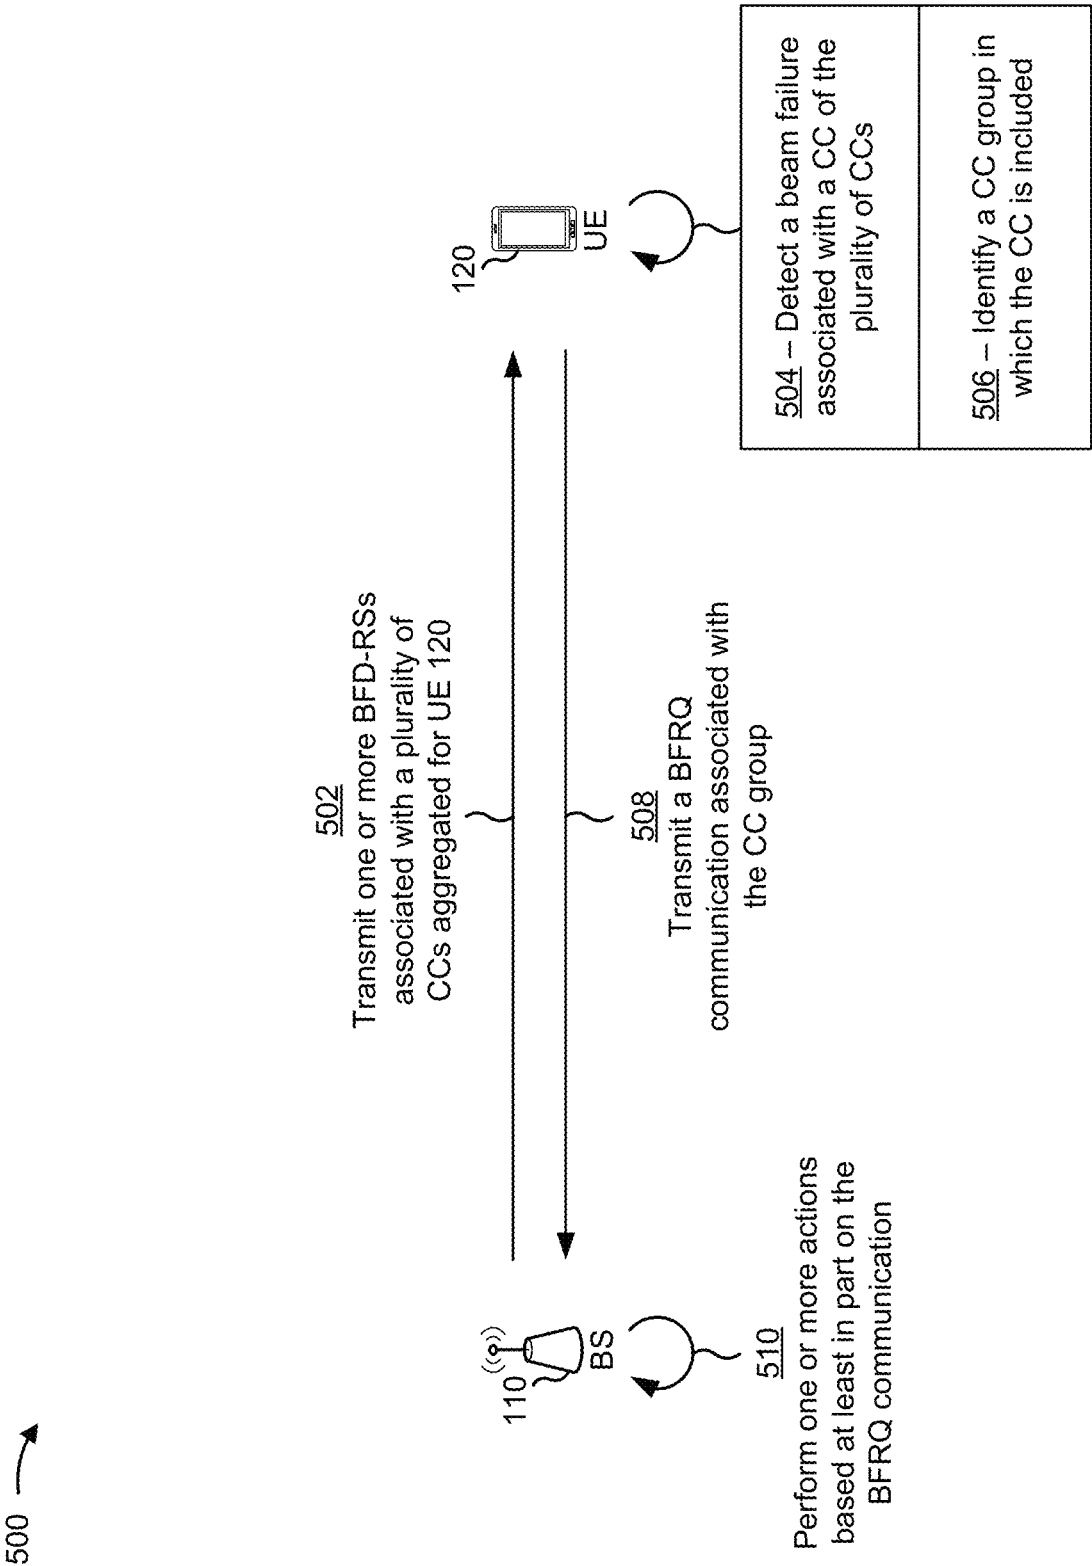 500
502
Transmit one or more BFD-RSs
associated with a plurality of
CCs aggregated for UE 120
110
BS
120
UE
508
Transmit a BFRQ
communication associated with
the CC group
510
Perform one or more actions
based at least in part on the
BFRQ communication
504 – Detect a beam failure
associated with a CC of the
plurality of CCs
506 – Identify a CC group in
which the CC is included